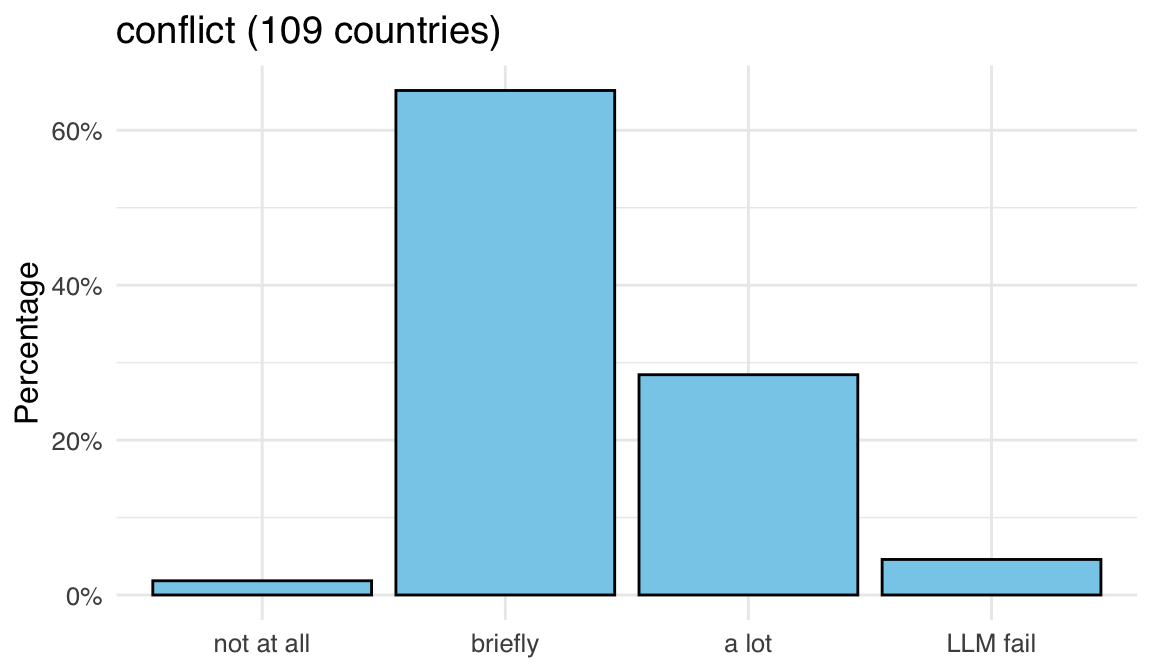 conflict (109 countries)
Percentage
60%
40%
20%
0%
not at all
briefly
a lot
LLM fail